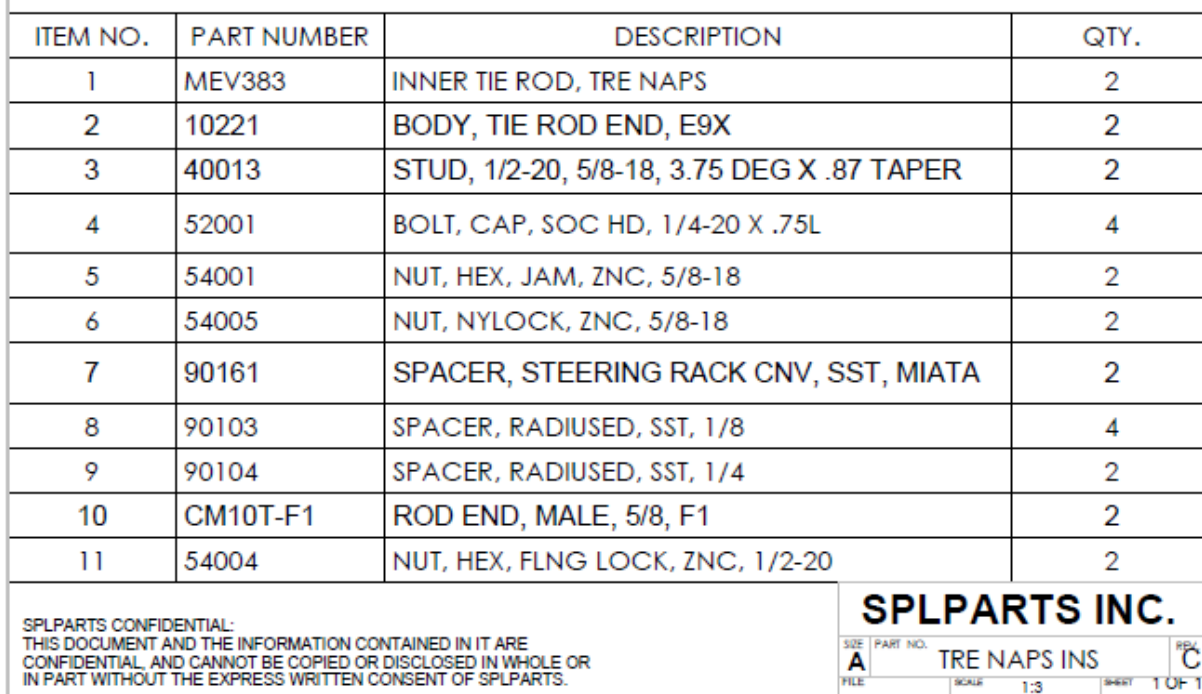 ITEM NO. PART NUMBER DESCRIPTION QTY.
1 MEV383 INNER TIE ROD, TRE NAPS 2
2 10221 BODY, TIE ROD END, E9X 2
3 40013 STUD, 1/2-20, 5/8-18, 3.75 DEG X .87 TAPER 2
4 52001 BOLT, CAP, SOC HD, 1/4-20 X .75L 4
5 54001 NUT, HEX, JAM, ZNC, 5/8-18 2
6 54005 NUT, NYLOCK, ZNC, 5/8-18 2
7 90161 SPACER, STEERING RACK CNV, SST, MIATA 2
8 90103 SPACER, RADIUSED, SST, 1/8 4
9 90104 SPACER, RADIUSED, SST, 1/4 2
10 CM10T-F1 ROD END, MALE, 5/8, F1 2
11 54004 NUT, HEX, FLNG LOCK, ZNC, 1/2-20 2
SPLPARTS CONFIDENTIAL:
THIS DOCUMENT AND THE INFORMATION CONTAINED IN IT ARE
CONFIDENTIAL, AND CANNOT BE COPIED OR DISCLOSED IN WHOLE OR
IN PART WITHOUT THE EXPRESS WRITTEN CONSENT OF SPLPARTS.
SPLPARTS INC.
SIZE PART NO. REV.
A TRE NAPS INS C
FILE SCALE 1:3 SHEET 1 OF 1